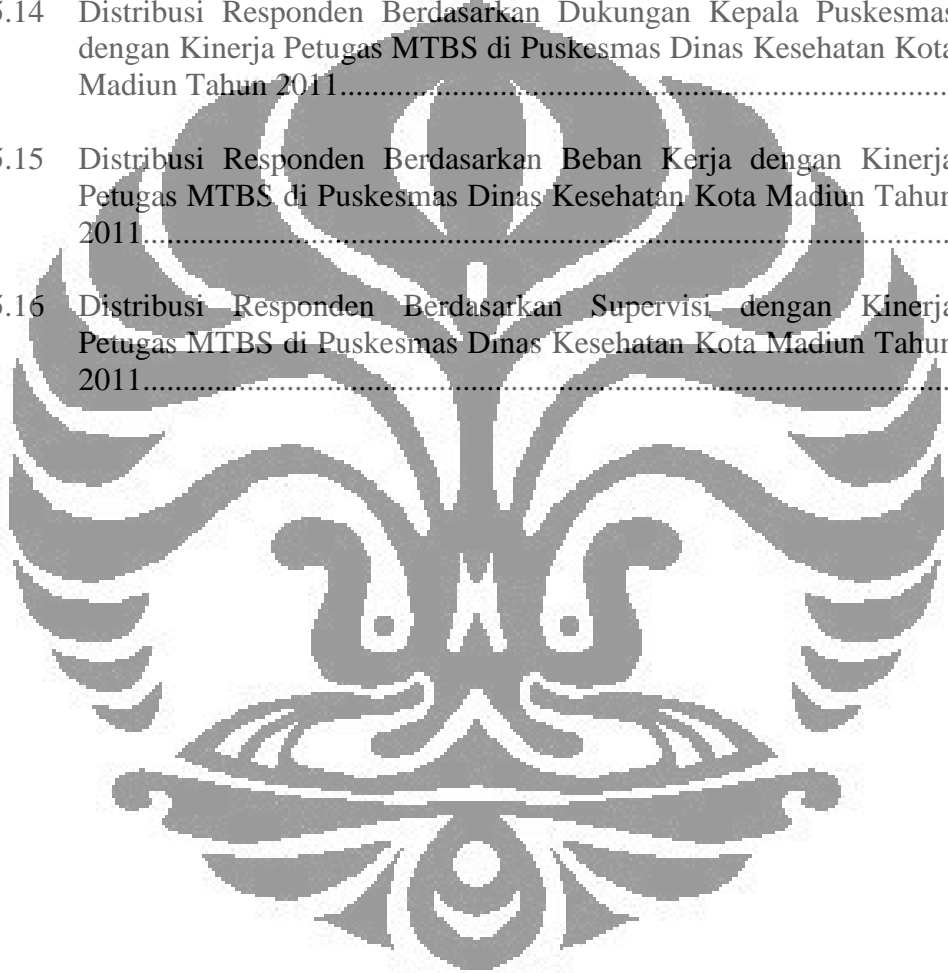 5.14 Distribusi Responden Berdasarkan Dukungan Kepala Puskesmas
dengan Kinerja Petugas MTBS di Puskesmas Dinas Kesehatan Kota
Madiun Tahun 2011..........................................................................................
5.15 Distribusi Responden Berdasarkan Beban Kerja dengan Kinerja
Petugas MTBS di Puskesmas Dinas Kesehatan Kota Madiun Tahun
2011..........................................................................................
5.16 Distribusi Responden Berdasarkan Supervisi dengan Kinerja
Petugas MTBS di Puskesmas Dinas Kesehatan Kota Madiun Tahun
2011..........................................................................................